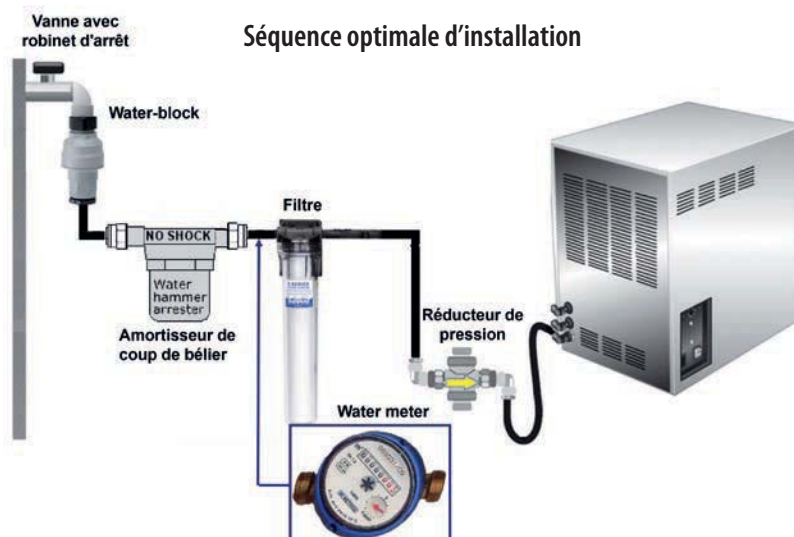 Séquence optimale d'installation
Vanne avec
robinet d'arrêt
Water-block
NO SHOCK
Water
hammer
arrester
Amortisseur de
coup de bélier
Filtre
Réducteur de
pression
Water meter